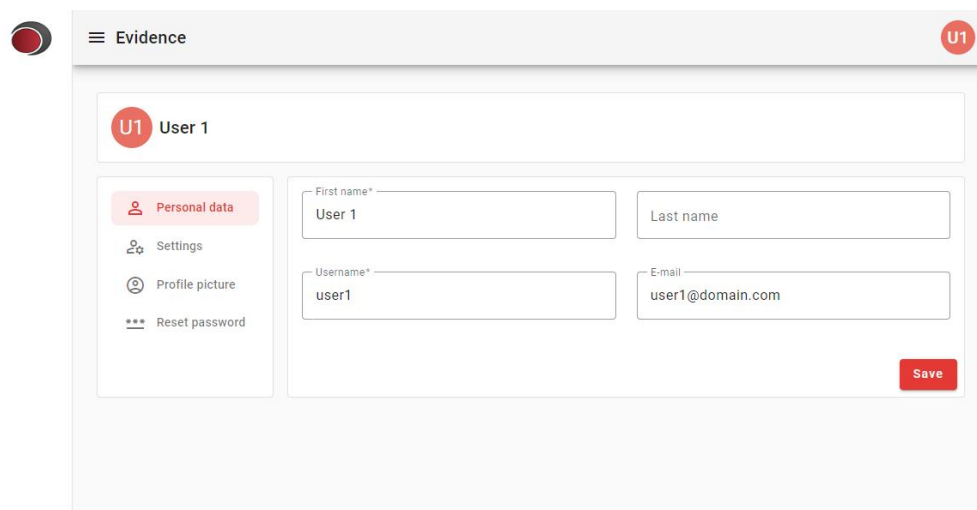 Evidence
U1
U1
User 1
Personal data
Settings
Profile picture
Reset password
First name*
User 1
Last name
Username*
user1
E-mail
user1@domain.com
Save